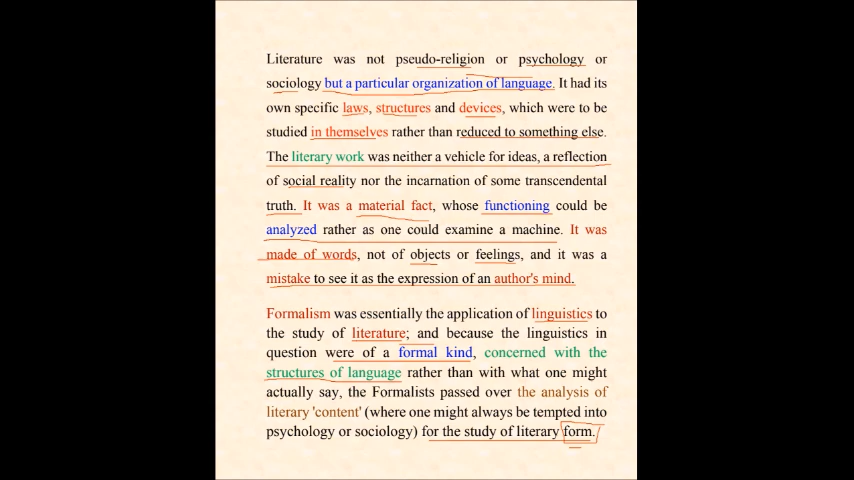 Literature was not pseudo-religion or psychology or
sociology but a particular organization of language. It had its
own specific laws, structures and devices, which were to be
studied in themselves rather than reduced to something else.
The literary work was neither a vehicle for ideas, a reflection
of social reality nor the incarnation of some transcendental
truth. It was a material fact, whose functioning could be
analyzed rather as one could examine a machine. It was
made of words, not of objects or feelings, and it was a
mistake to see it as the expression of an author's mind.
Formalism was essentially the application of linguistics to
the study of literature; and because the linguistics in
question were of a formal kind, concerned with the
structures of language rather than with what one might
actually say, the Formalists passed over the analysis of
literary 'content' (where one might always be tempted into
psychology or sociology) for the study of literary form.